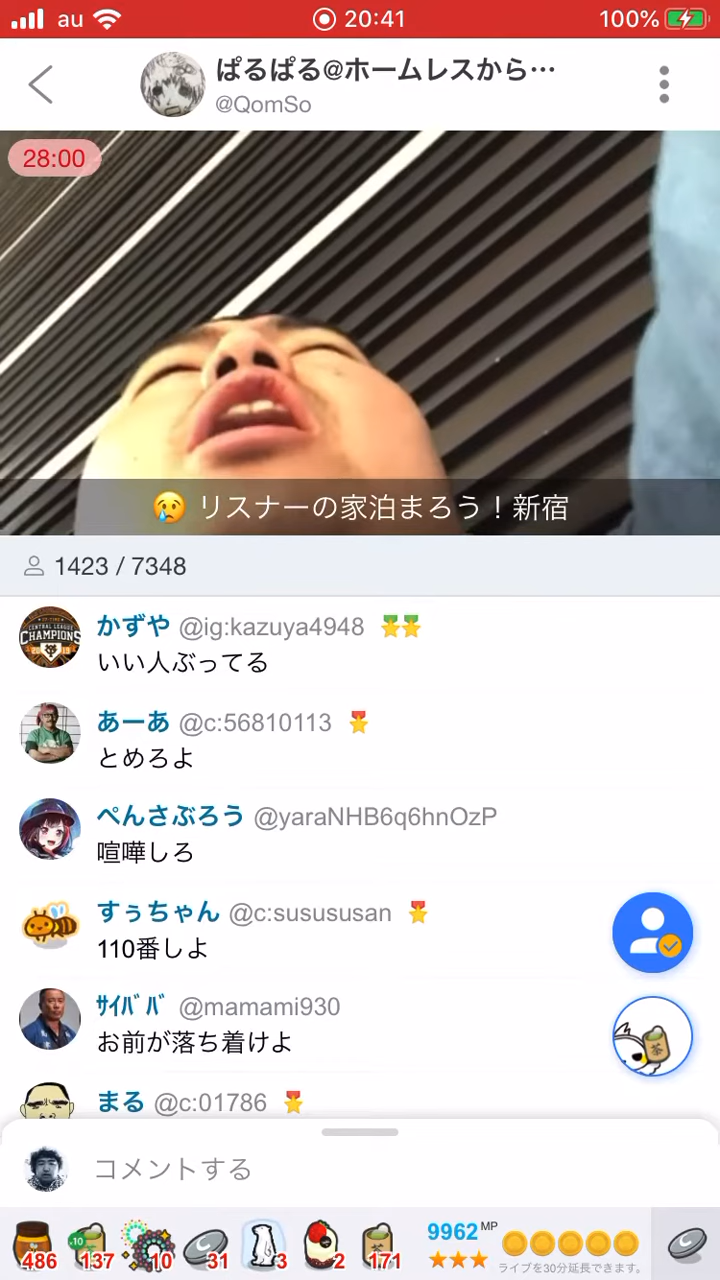 au 20:41 100%
ぱるぱる@ホームレスから…
@QomSo
28:00
😢 リスナーの家泊まろう！新宿
1423 / 7348
かずや @ig:kazuya4948
いい人ぶってる
あーあ @c:56810113
とめろよ
ぺんさぶろう @yaraNHB6q6hnOzP
喧嘩しろ
すぅちゃん @c:susususan
110番しよ
ｻｲﾊﾞﾊﾞ @mamami930
お前が落ち着けよ
まる @c:01786
コメントする
486 +10 137 10 31 3 2 171 9962 MP
ライブを30分延長できます。
CENTRAL LEAGUE
CHAMPIONS
茶